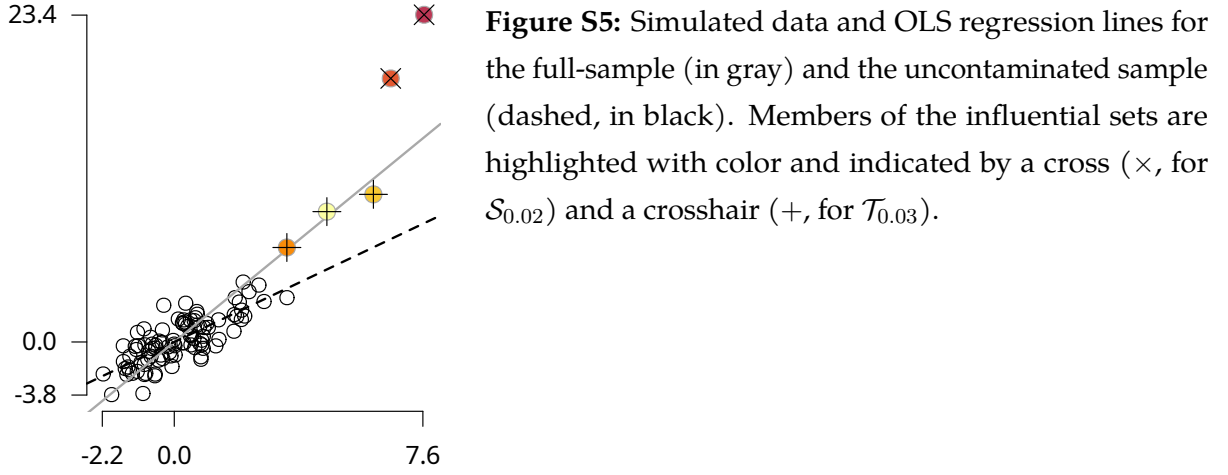 23.4
0.0
-3.8
-2.2 0.0 7.6
Figure S5: Simulated data and OLS regression lines for
the full-sample (in gray) and the uncontaminated sample
(dashed, in black). Members of the influential sets are
highlighted with color and indicated by a cross (×, for
𝒮0.02) and a crosshair (+, for 𝒯0.03).